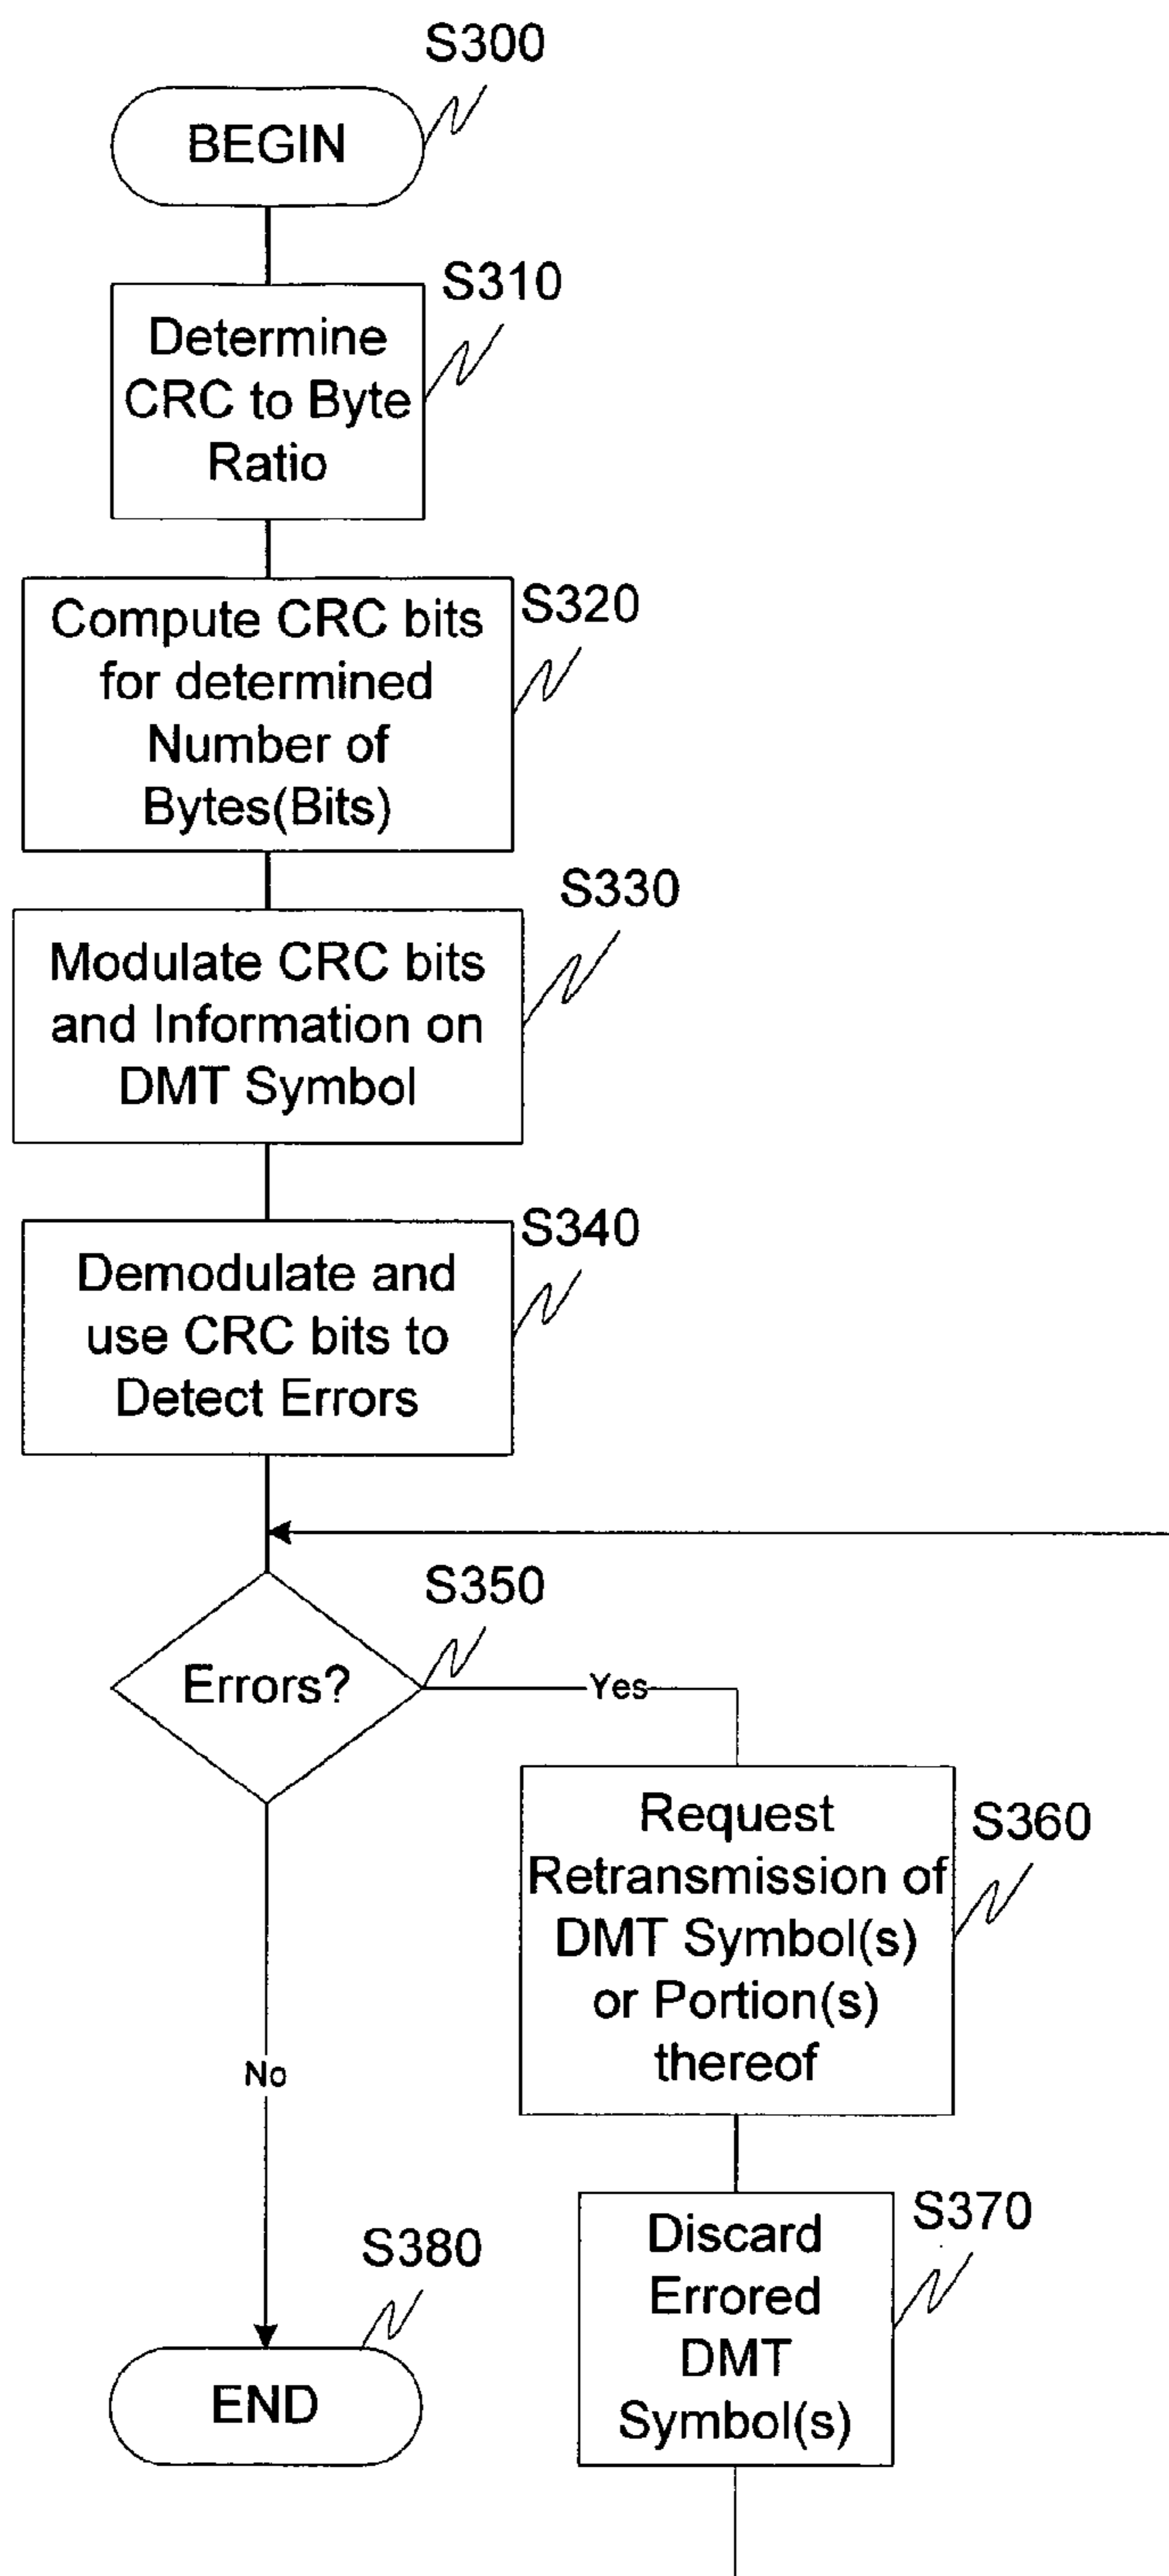 S300
BEGIN
S310
Determine
CRC to Byte
Ratio
S320
Compute CRC bits
for determined
Number of
Bytes(Bits)
S330
Modulate CRC bits
and Information on
DMT Symbol
S340
Demodulate and
use CRC bits to
Detect Errors
S350
Errors?
Yes
S360
Request
Retransmission of
DMT Symbol(s)
or Portion(s)
thereof
No
S370
Discard
Errored
DMT
Symbol(s)
S380
END